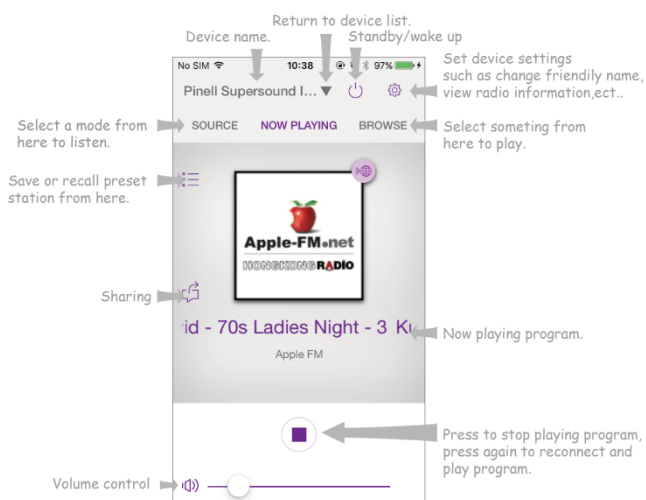 Return to device list.
Device name.
Standby/wake up
No SIM
10:38
97%
Pinell Supersound I...
Set device settings
such as change friendily name,
view radio information,ect..
Select a mode from
here to listen.
SOURCE
NOW PLAYING
BROWSE
Select someting from
here to play.
Save or recall preset
station from here.
Apple-FM.net
HONGKONG RADIO
Sharing
vid - 70s Ladies Night - 3 Ku
Now playing program.
Apple FM
Press to stop playing program,
press again to reconnect and
play program.
Volume control